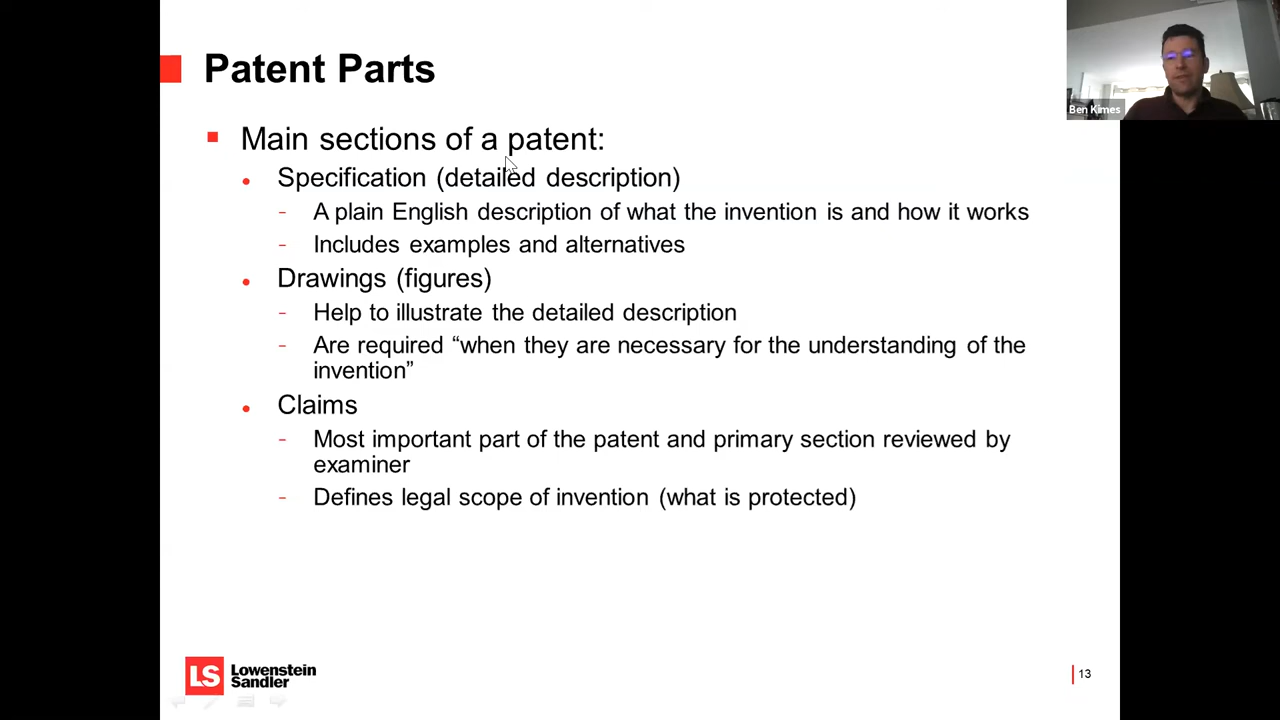 Patent Parts
Ben Kimes
Main sections of a patent:
Specification (detailed description)
- A plain English description of what the invention is and how it works
- Includes examples and alternatives
Drawings (figures)
- Help to illustrate the detailed description
- Are required “when they are necessary for the understanding of the
invention”
Claims
- Most important part of the patent and primary section reviewed by
examiner
- Defines legal scope of invention (what is protected)
LS Lowenstein
Sandler
13